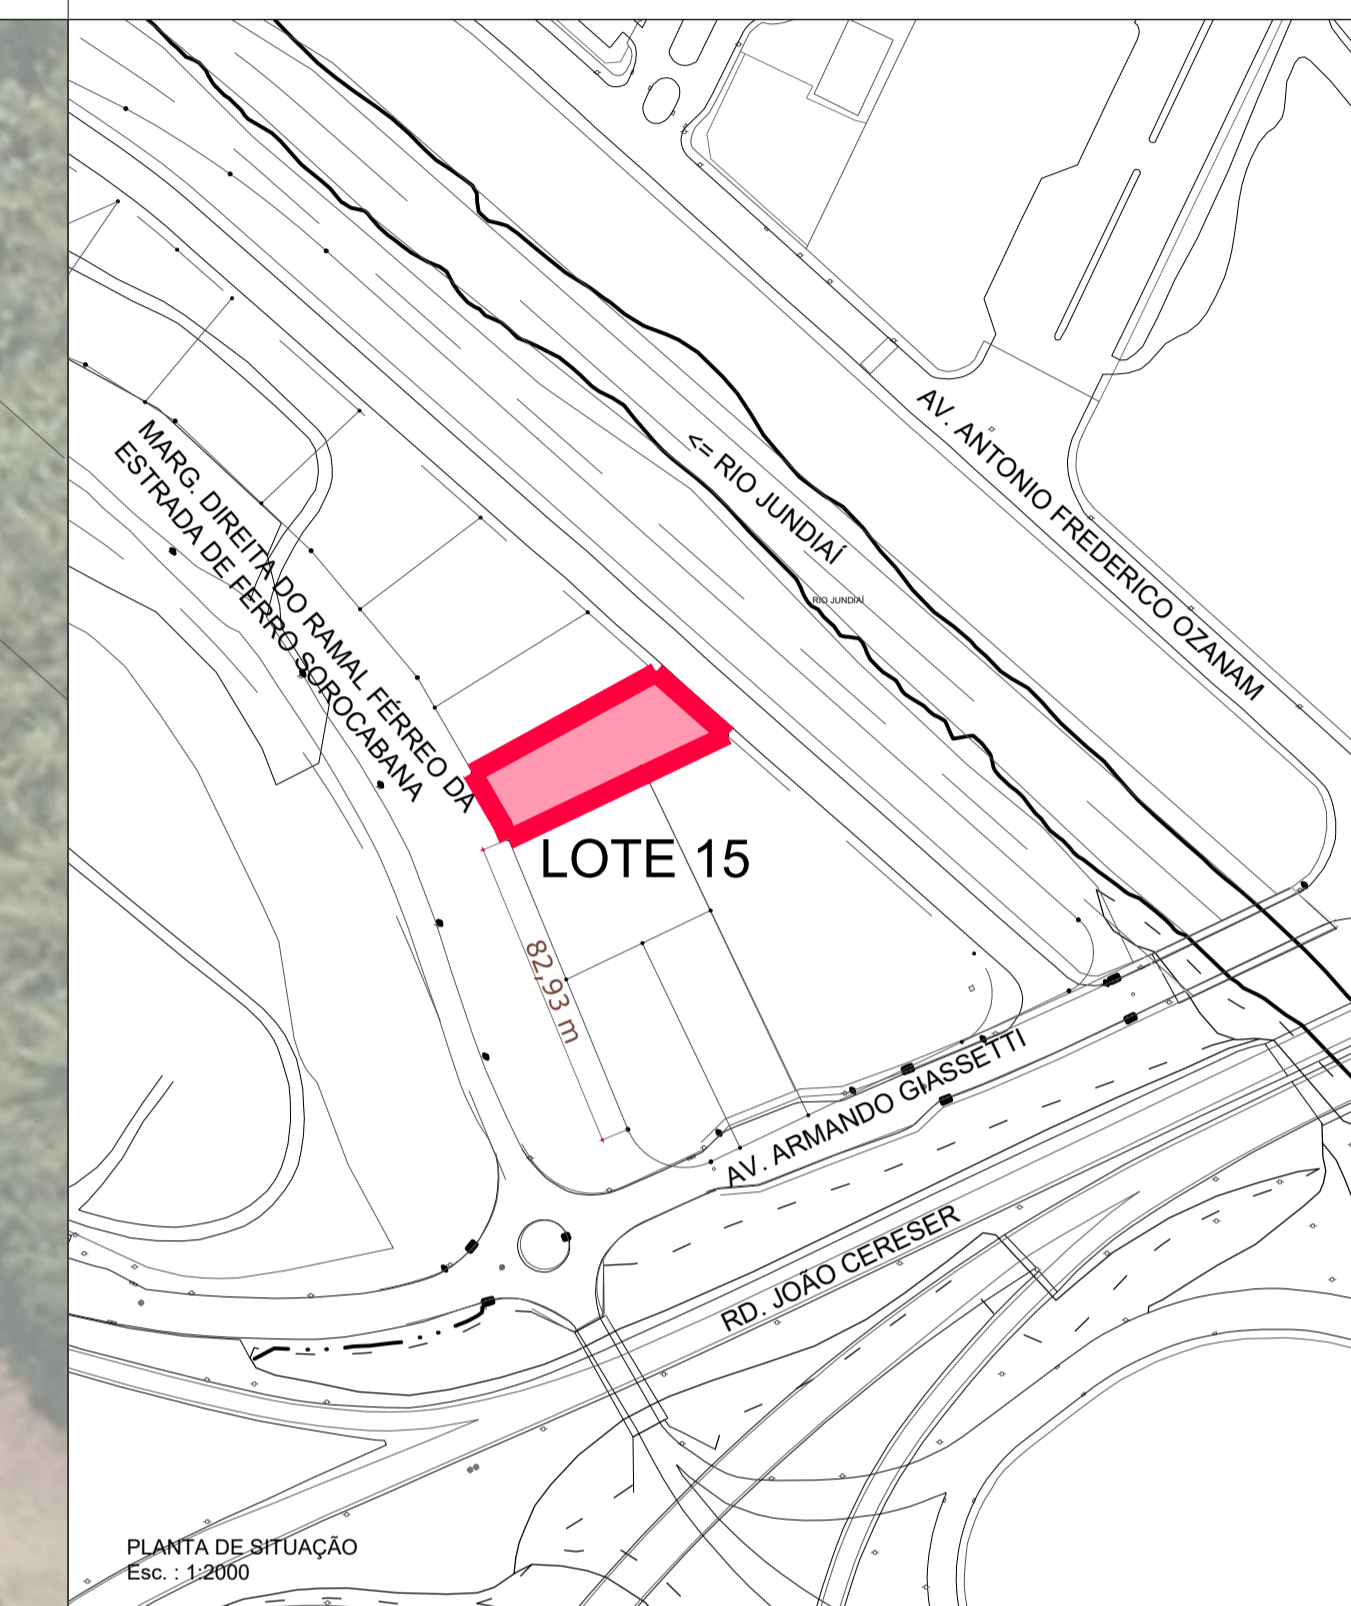 AV. ANTONIO FREDERICO OZANAM
<= RIO JUNDIAÍ
RIO JUNDIAÍ
MARG. DIREITA DO RAMAL FÉRREO DA
ESTRADA DE FERRO SOROCABANA
LOTE 15
82,93 m
AV. ARMANDO GIASSETTI
RD. JOÃO CERESER
PLANTA DE SITUAÇÃO
Esc. : 1:2000